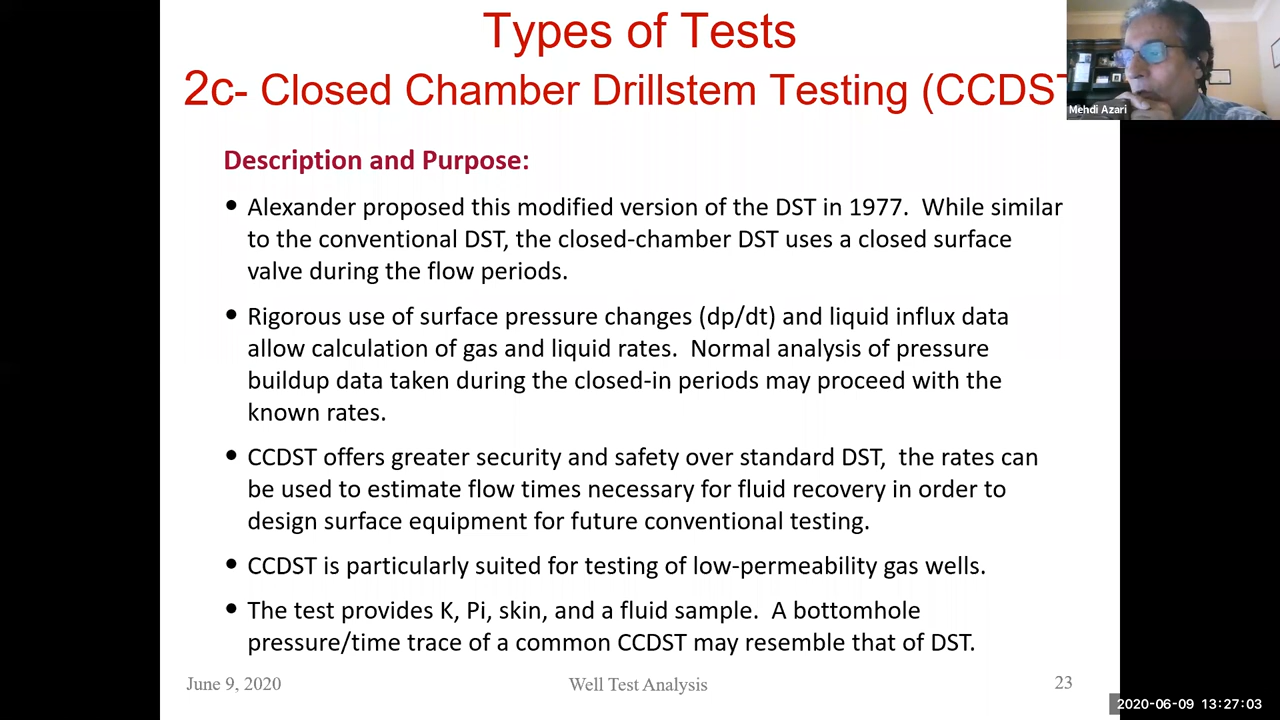 Types of Tests
2c- Closed Chamber Drillstem Testing (CCDST
Mehdi Azari
Description and Purpose:
• Alexander proposed this modified version of the DST in 1977. While similar
to the conventional DST, the closed-chamber DST uses a closed surface
valve during the flow periods.
• Rigorous use of surface pressure changes (dp/dt) and liquid influx data
allow calculation of gas and liquid rates. Normal analysis of pressure
buildup data taken during the closed-in periods may proceed with the
known rates.
• CCDST offers greater security and safety over standard DST, the rates can
be used to estimate flow times necessary for fluid recovery in order to
design surface equipment for future conventional testing.
• CCDST is particularly suited for testing of low-permeability gas wells.
• The test provides K, Pi, skin, and a fluid sample. A bottomhole
pressure/time trace of a common CCDST may resemble that of DST.
June 9, 2020
Well Test Analysis
23
2020-06-09 13:27:03